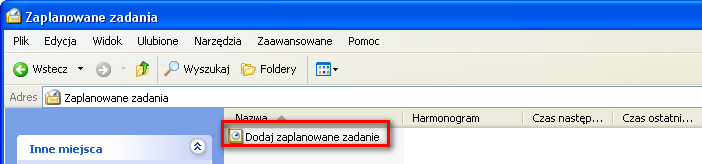 Zaplanowane zadania
Plik Edycja Widok Ulubione Narzędzia Zaawansowane Pomoc
Wstecz Wyszukaj Foldery
Adres Zaplanowane zadania
Nazwa Harmonogram Czas następ... Czas ostatni...
Dodaj zaplanowane zadanie
Inne miejsca